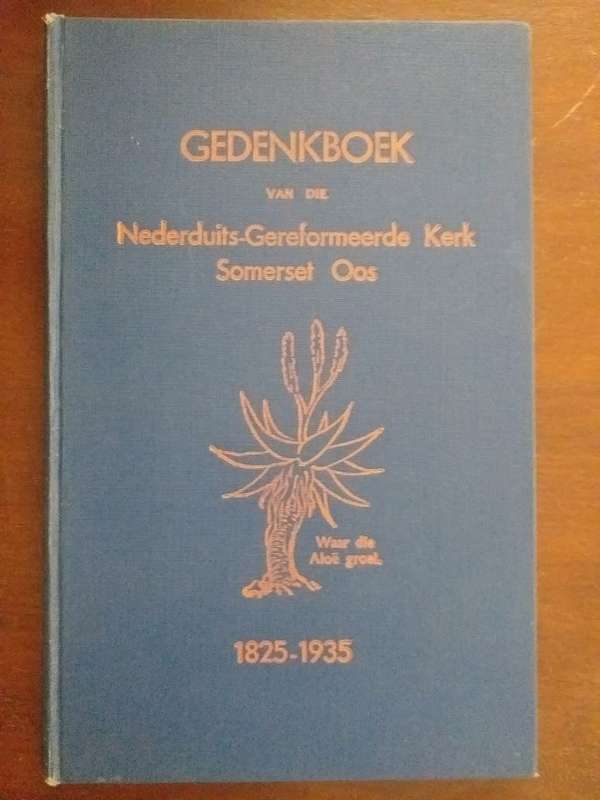 GEDENKBOEK
VAN DIE
Nederduits-Gereformeerde Kerk
Somerset Oos
Waar die
Aloë groei.
1825-1935